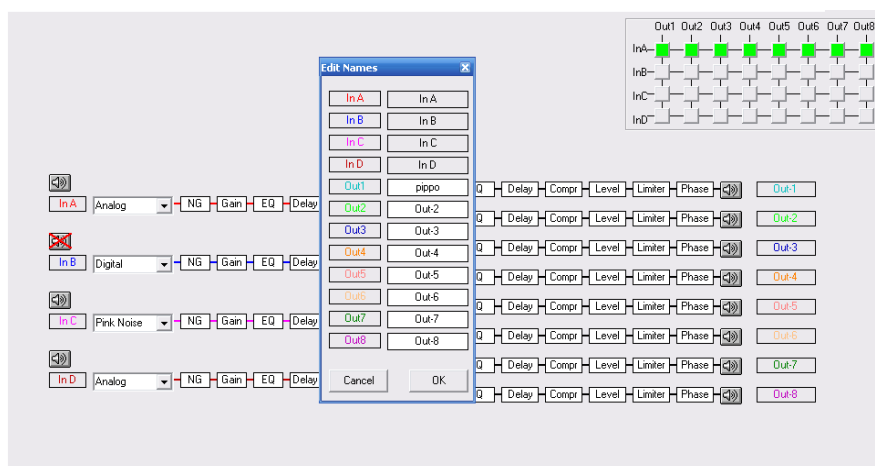 Out1 Out2 Out3 Out4 Out5 Out6 Out7 Out8
InA
InB
InC
InD
Edit Names
In A In A
In B In B
In C In C
In D In D
Out1 pippo
Out2 Out-2
Out3 Out-3
Out4 Out-4
Out5 Out-5
Out6 Out-6
Out7 Out-7
Out8 Out-8
Cancel OK
In A Analog NG Gain EQ Delay
In B Digital NG Gain EQ Delay
In C Pink Noise NG Gain EQ Delay
In D Analog NG Gain EQ Delay
Q Delay Compr Level Limiter Phase Out-1
Q Delay Compr Level Limiter Phase Out-2
Q Delay Compr Level Limiter Phase Out-3
Q Delay Compr Level Limiter Phase Out-4
Q Delay Compr Level Limiter Phase Out-5
Q Delay Compr Level Limiter Phase Out-6
Q Delay Compr Level Limiter Phase Out-7
Q Delay Compr Level Limiter Phase Out-8